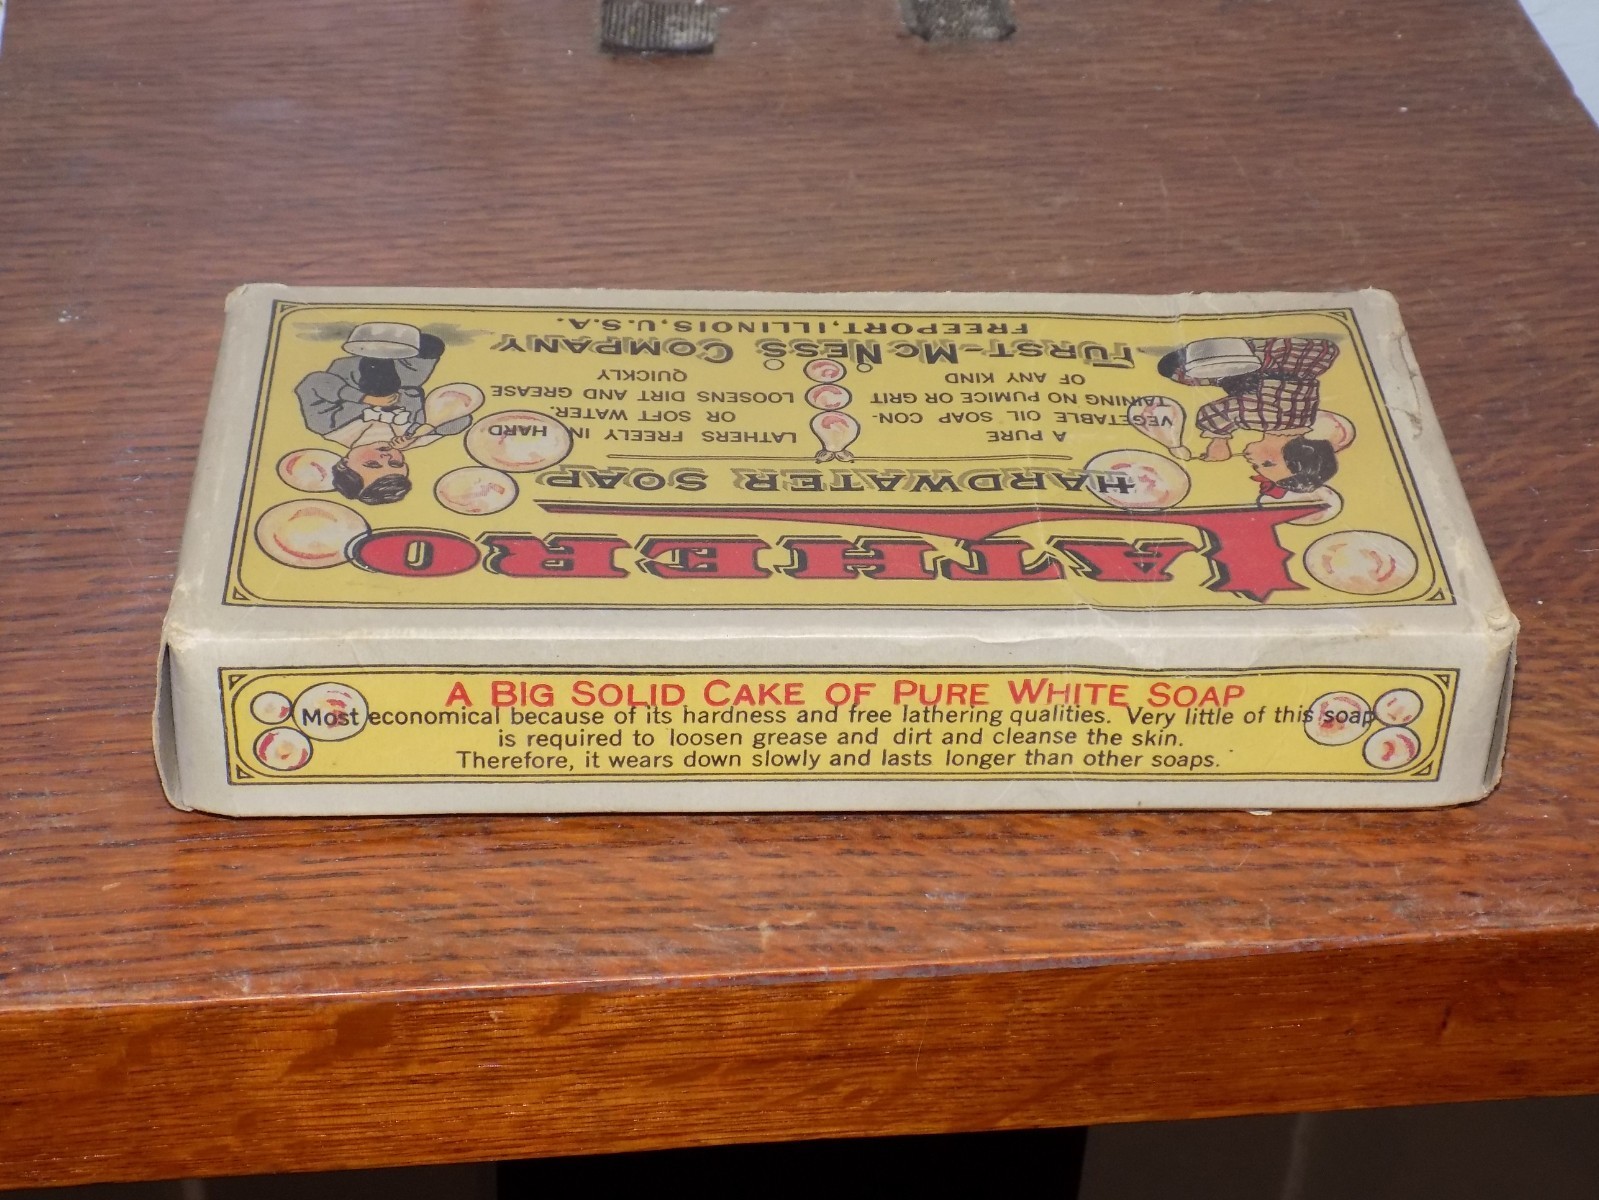 LATHERO
HARDWATER SOAP
A PURE
VEGETABLE OIL SOAP CON-
TAINING NO PUMICE OR GRIT
OF ANY KIND
LATHERS FREELY IN HARD
OR SOFT WATER.
LOOSENS DIRT AND GREASE
QUICKLY
FURST-MCNESS COMPANY
FREEPORT, ILLINOIS, U.S.A.
A BIG SOLID CAKE OF PURE WHITE SOAP
Most economical because of its hardness and free lathering qualities. Very little of this soap
is required to loosen grease and dirt and cleanse the skin.
Therefore, it wears down slowly and lasts longer than other soaps.